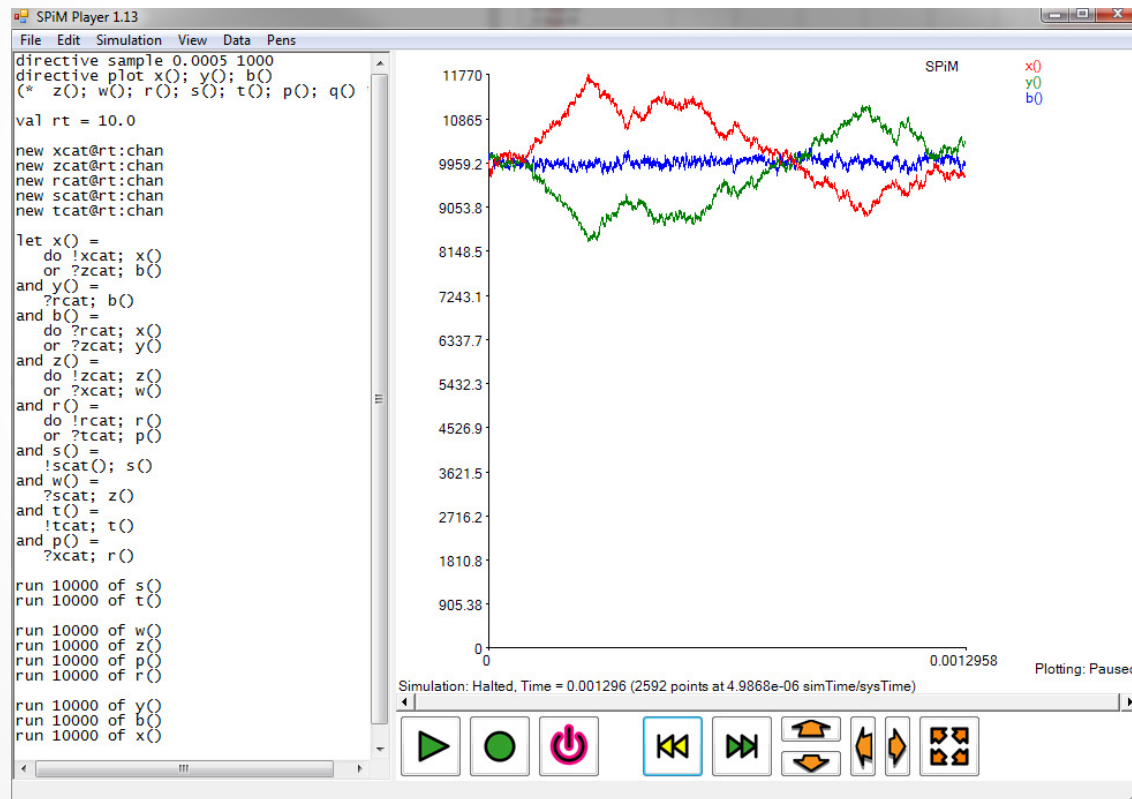 SPiM Player 1.13
File Edit Simulation View Data Pens
directive sample 0.0005 1000
directive plot x(); y(); b()
(* z(); w(); r(); s(); t(); p(); q()
val rt = 10.0
new xcat@rt:chan
new zcat@rt:chan
new rcat@rt:chan
new scat@rt:chan
new tcat@rt:chan
let x() =
do !xcat; x()
or ?zcat; b()
and y() =
?rcat; b()
and b() =
do ?rcat; x()
or ?zcat; y()
and z() =
do !zcat; z()
or ?xcat; w()
and r() =
do !rcat; r()
or ?tcat; p()
and s() =
!scat(); s()
and w() =
?scat; z()
and t() =
!tcat; t()
and p() =
?xcat; r()
run 10000 of s()
run 10000 of t()
run 10000 of w()
run 10000 of z()
run 10000 of p()
run 10000 of r()
run 10000 of y()
run 10000 of b()
run 10000 of x()
SPiM
x()
y()
b()
11770
10865
9959.2
9053.8
8148.5
7243.1
6337.7
5432.3
4526.9
3621.5
2716.2
1810.8
905.38
0
0 0.0012958
Plotting: Paused
Simulation: Halted, Time = 0.001296 (2592 points at 4.9868e-06 simTime/sysTime)